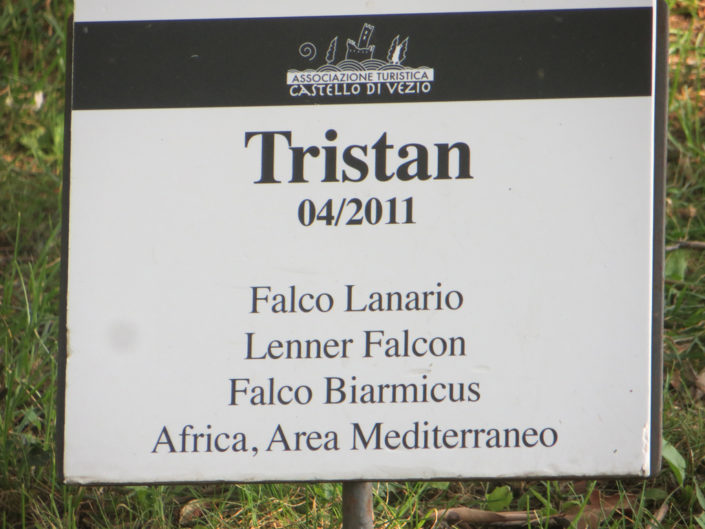 ASSOCIAZIONE TURISTICA
CASTELLO DI VEZIO
Tristan
04/2011
Falco Lanario
Lenner Falcon
Falco Biarmicus
Africa, Area Mediterraneo